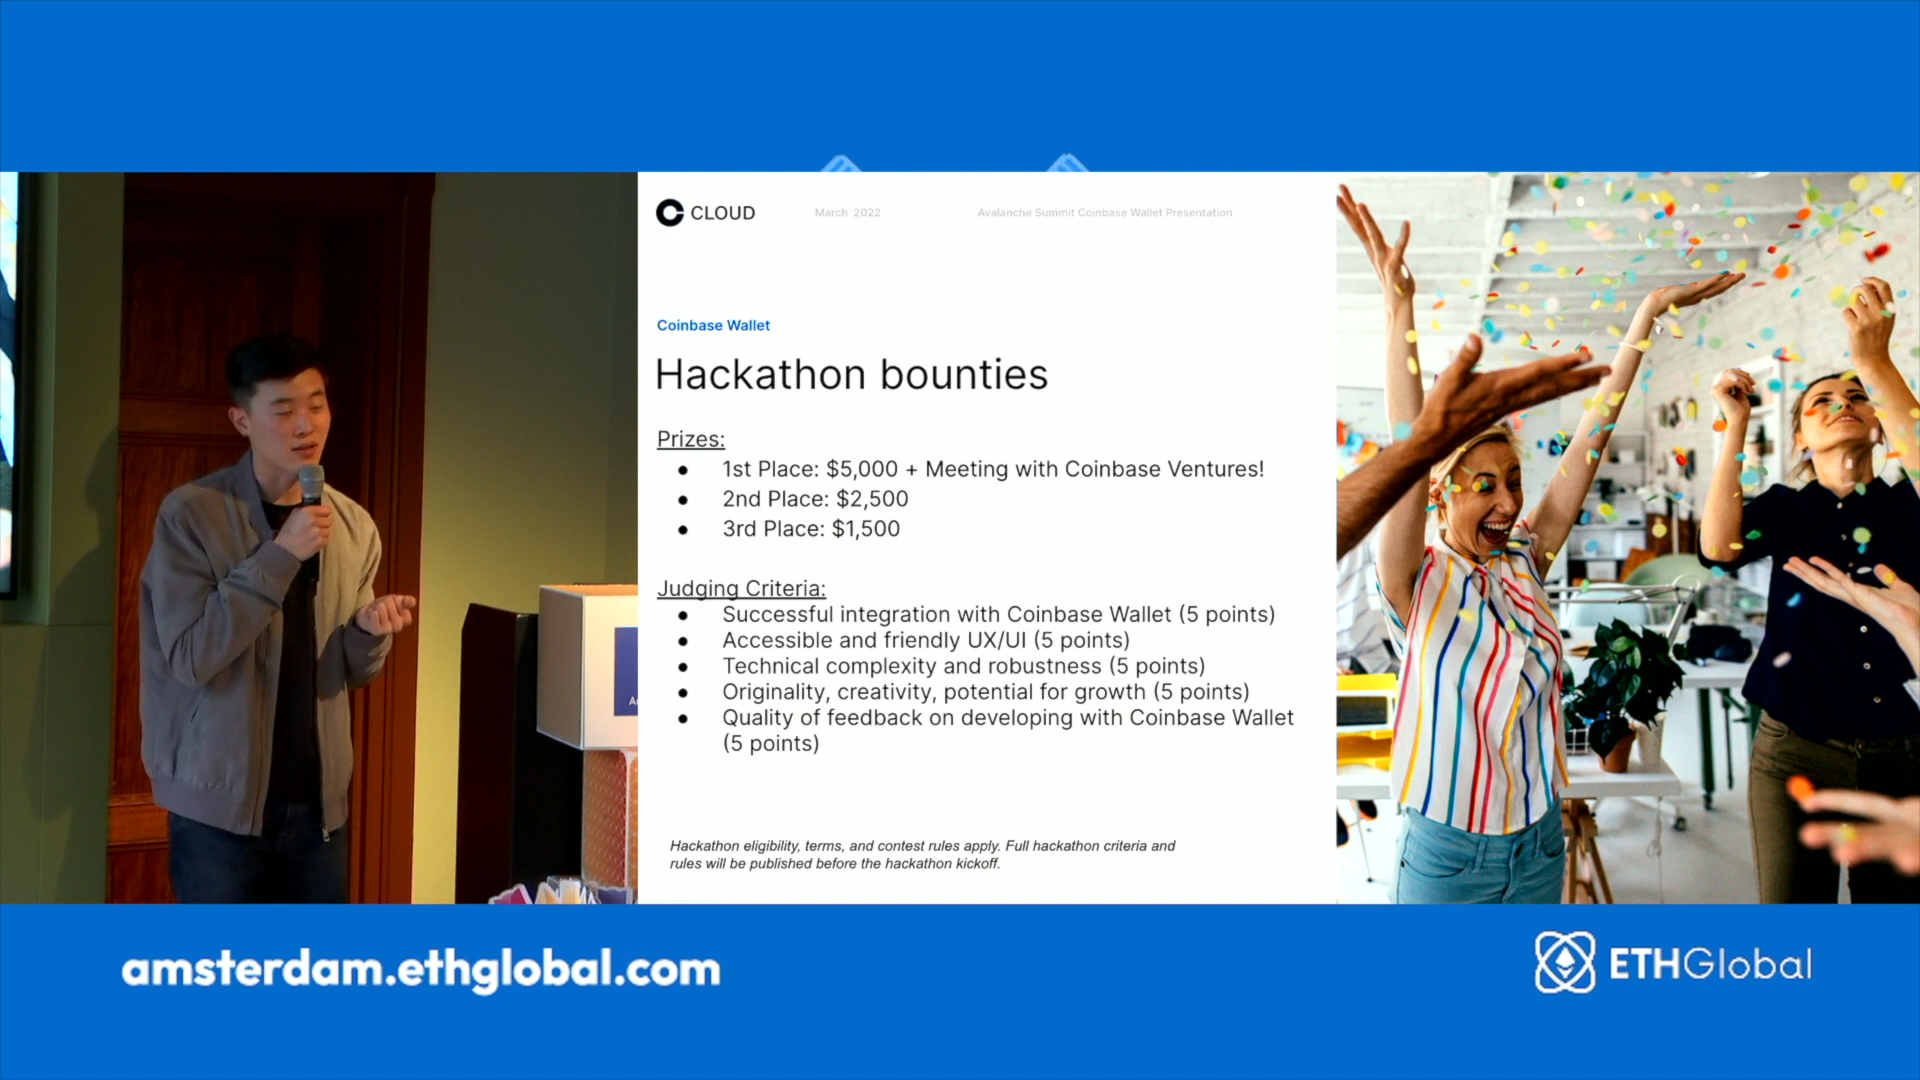 CLOUD
March 2022
Avalanche Summit Coinbase Wallet Presentation
Coinbase Wallet
Hackathon bounties
Prizes:
● 1st Place: $5,000 + Meeting with Coinbase Ventures!
● 2nd Place: $2,500
● 3rd Place: $1,500
Judging Criteria:
● Successful integration with Coinbase Wallet (5 points)
● Accessible and friendly UX/UI (5 points)
● Technical complexity and robustness (5 points)
● Originality, creativity, potential for growth (5 points)
● Quality of feedback on developing with Coinbase Wallet
(5 points)
Hackathon eligibility, terms, and contest rules apply. Full hackathon criteria and
rules will be published before the hackathon kickoff.
amsterdam.ethglobal.com
ETHGlobal